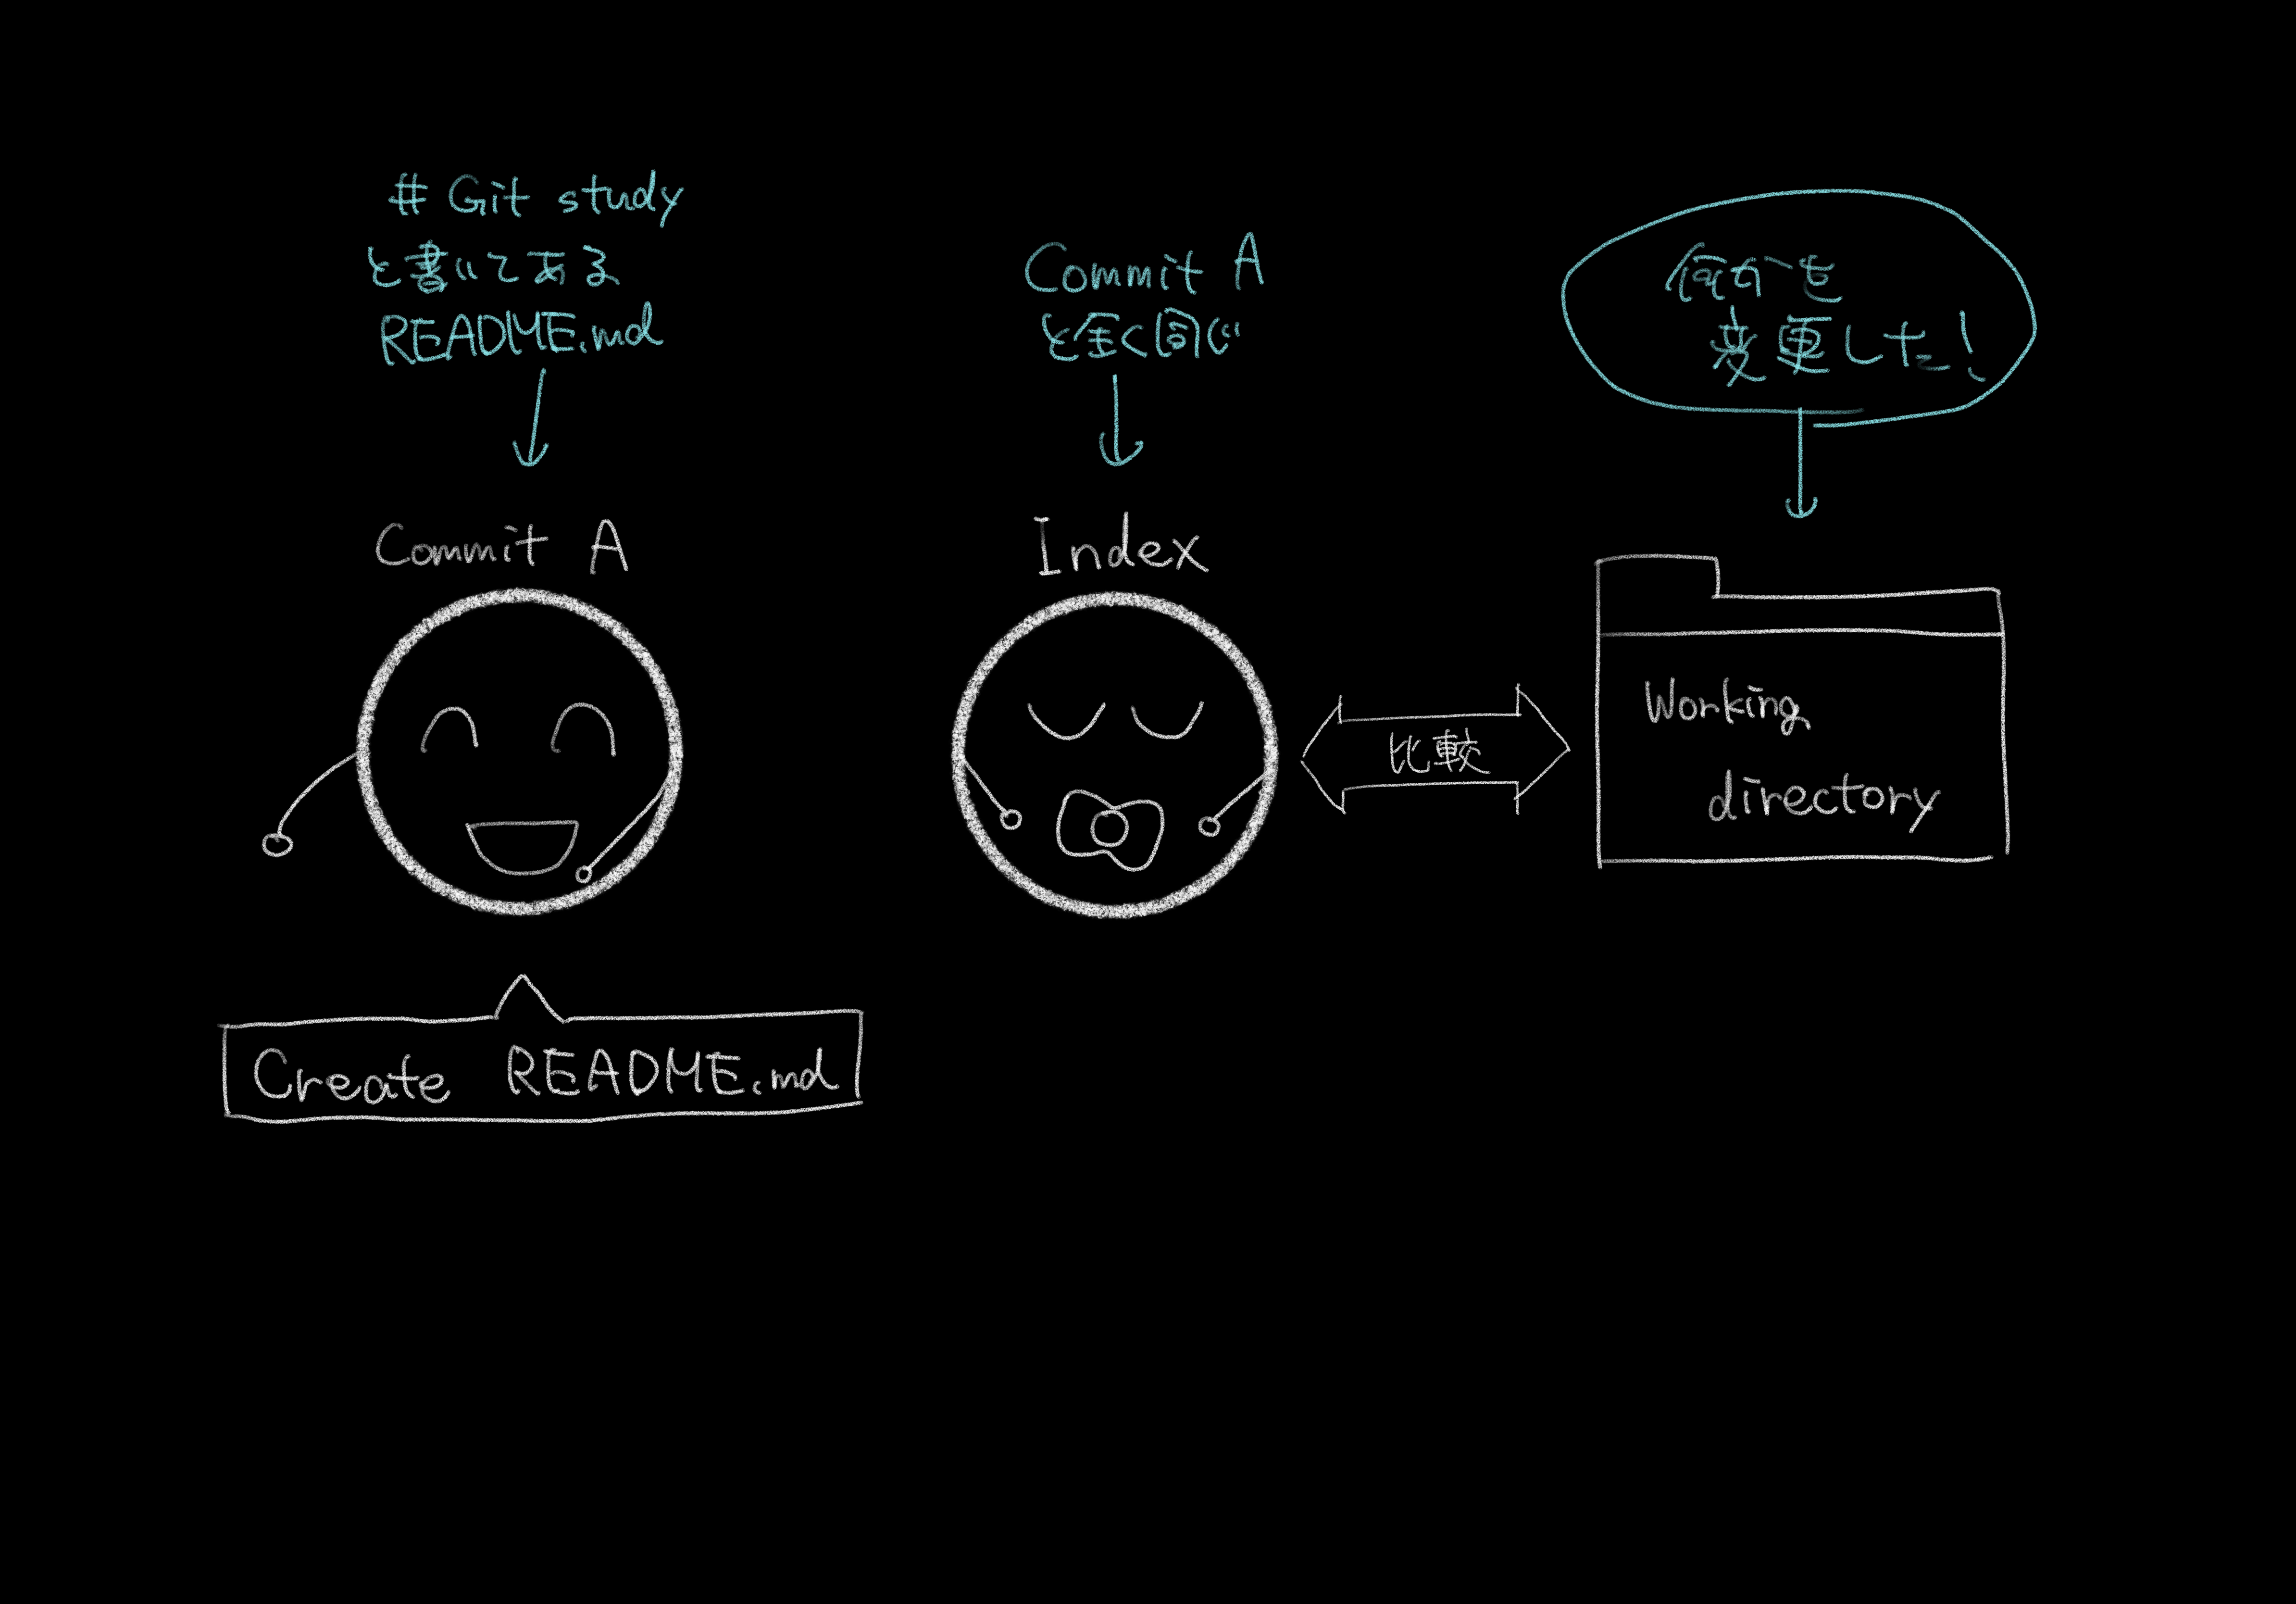 # Git study
と書いてある
README.md
Commit A
と全く同じ
何かを
変更した!
Commit A
Index
比較
Working
directory
Create README.md